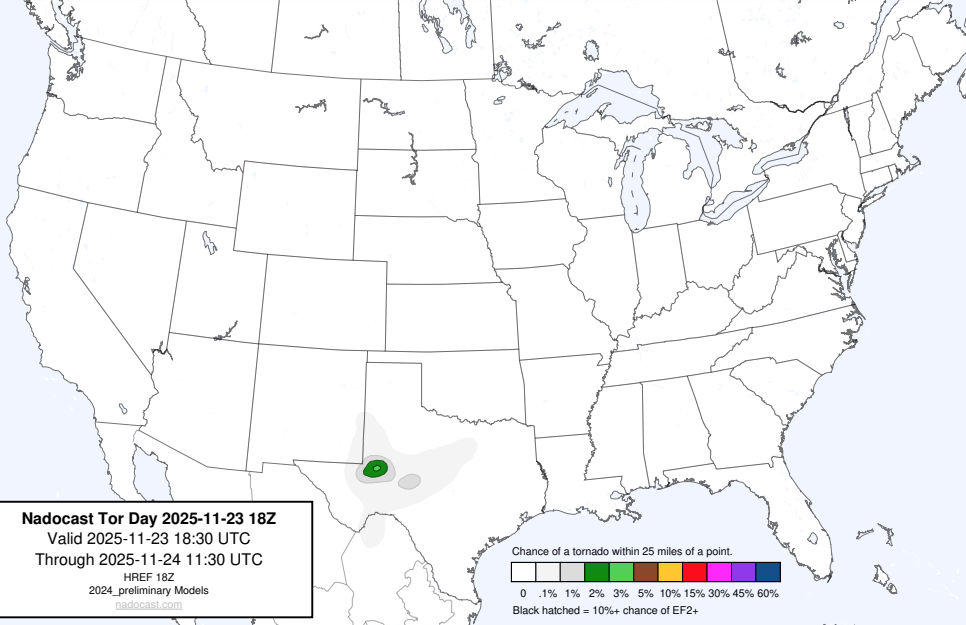 Nadocast Tor Day 2025-11-23 18Z
Valid 2025-11-23 18:30 UTC
Through 2025-11-24 11:30 UTC
HREF 18Z
2024_preliminary Models
nadocast.com
Chance of a tornado within 25 miles of a point.
0 .1% 1% 2% 3% 5% 10% 15% 30% 45% 60%
Black hatched = 10%+ chance of EF2+